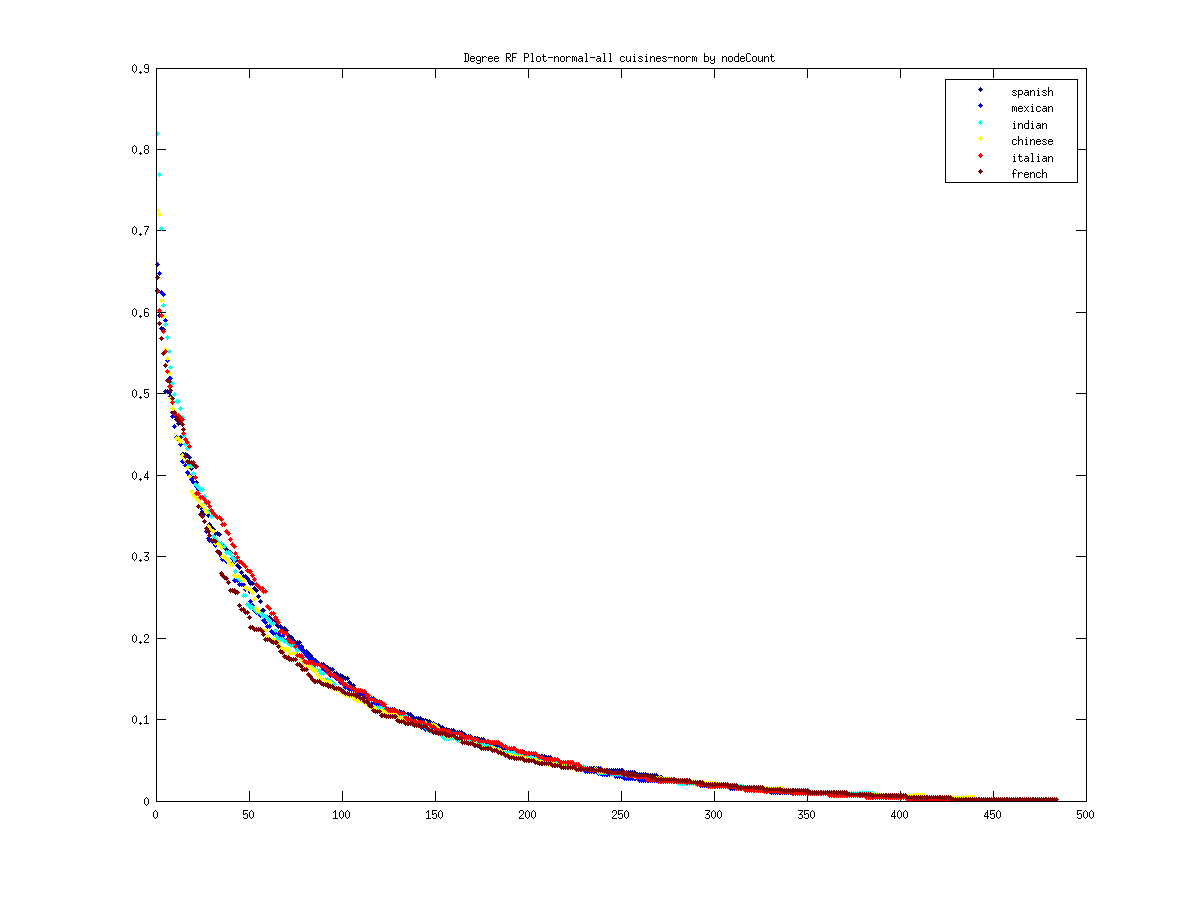 Degree RF Plot-normal-all cuisines-norm by nodeCount
0.9
0.8
0.7
0.6
0.5
0.4
0.3
0.2
0.1
0
spanish
mexican
indian
chinese
italian
french
0 50 100 150 200 250 300 350 400 450 500